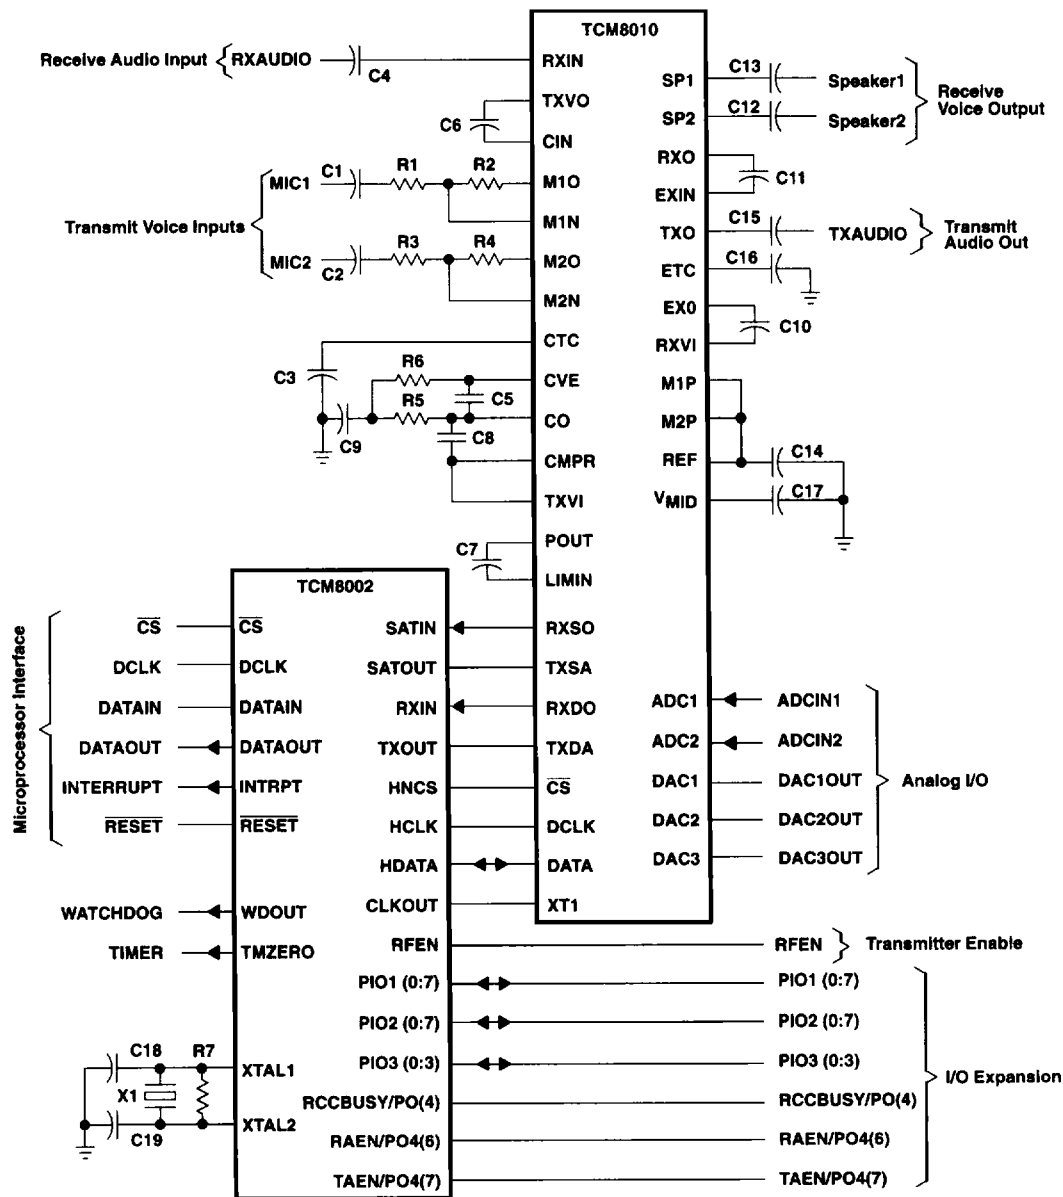 TCM8010
Receive Audio Input { RXAUDIO C4 RXIN
TXVO
C6
CIN
MIC1 C1 R1 R2 M1O
M1N
Transmit Voice Inputs
MIC2 C2 R3 R4 M2O
M2N
CTC
C3
R6 CVE
C5
R5 CO
C9 C8
CMPR
TXVI
POUT
C7
LIMIN
SP1 C13 Speaker1
SP2 C12 Speaker2
Receive
Voice Output
RXO
C11
EXIN
TXO C15 TXAUDIO
Transmit
Audio Out
ETC C16
EX0
C10
RXVI
M1P
M2P
REF C14
VMID C17
TCM8002
Microprocessor Interface
CS CS
DCLK DCLK
DATAIN DATAIN
DATAOUT DATAOUT
INTERRUPT INTRPT
RESET RESET
WATCHDOG WDOUT
TIMER TMZERO
C18 R7 XTAL1
X1
C19 XTAL2
SATIN RXSO
SATOUT TXSA
RXIN RXDO
TXOUT TXDA
HNCS CS
HCLK DCLK
HDATA DATA
CLKOUT XT1
ADC1 ADCIN1
ADC2 ADCIN2
DAC1 DAC1OUT
DAC2 DAC2OUT
DAC3 DAC3OUT
Analog I/O
RFEN RFEN } Transmitter Enable
PIO1 (0:7) PIO1 (0:7)
PIO2 (0:7) PIO2 (0:7)
PIO3 (0:3) PIO3 (0:3)
RCCBUSY/PO(4) RCCBUSY/PO(4)
RAEN/PO4(6) RAEN/PO4(6)
TAEN/PO4(7) TAEN/PO4(7)
I/O Expansion